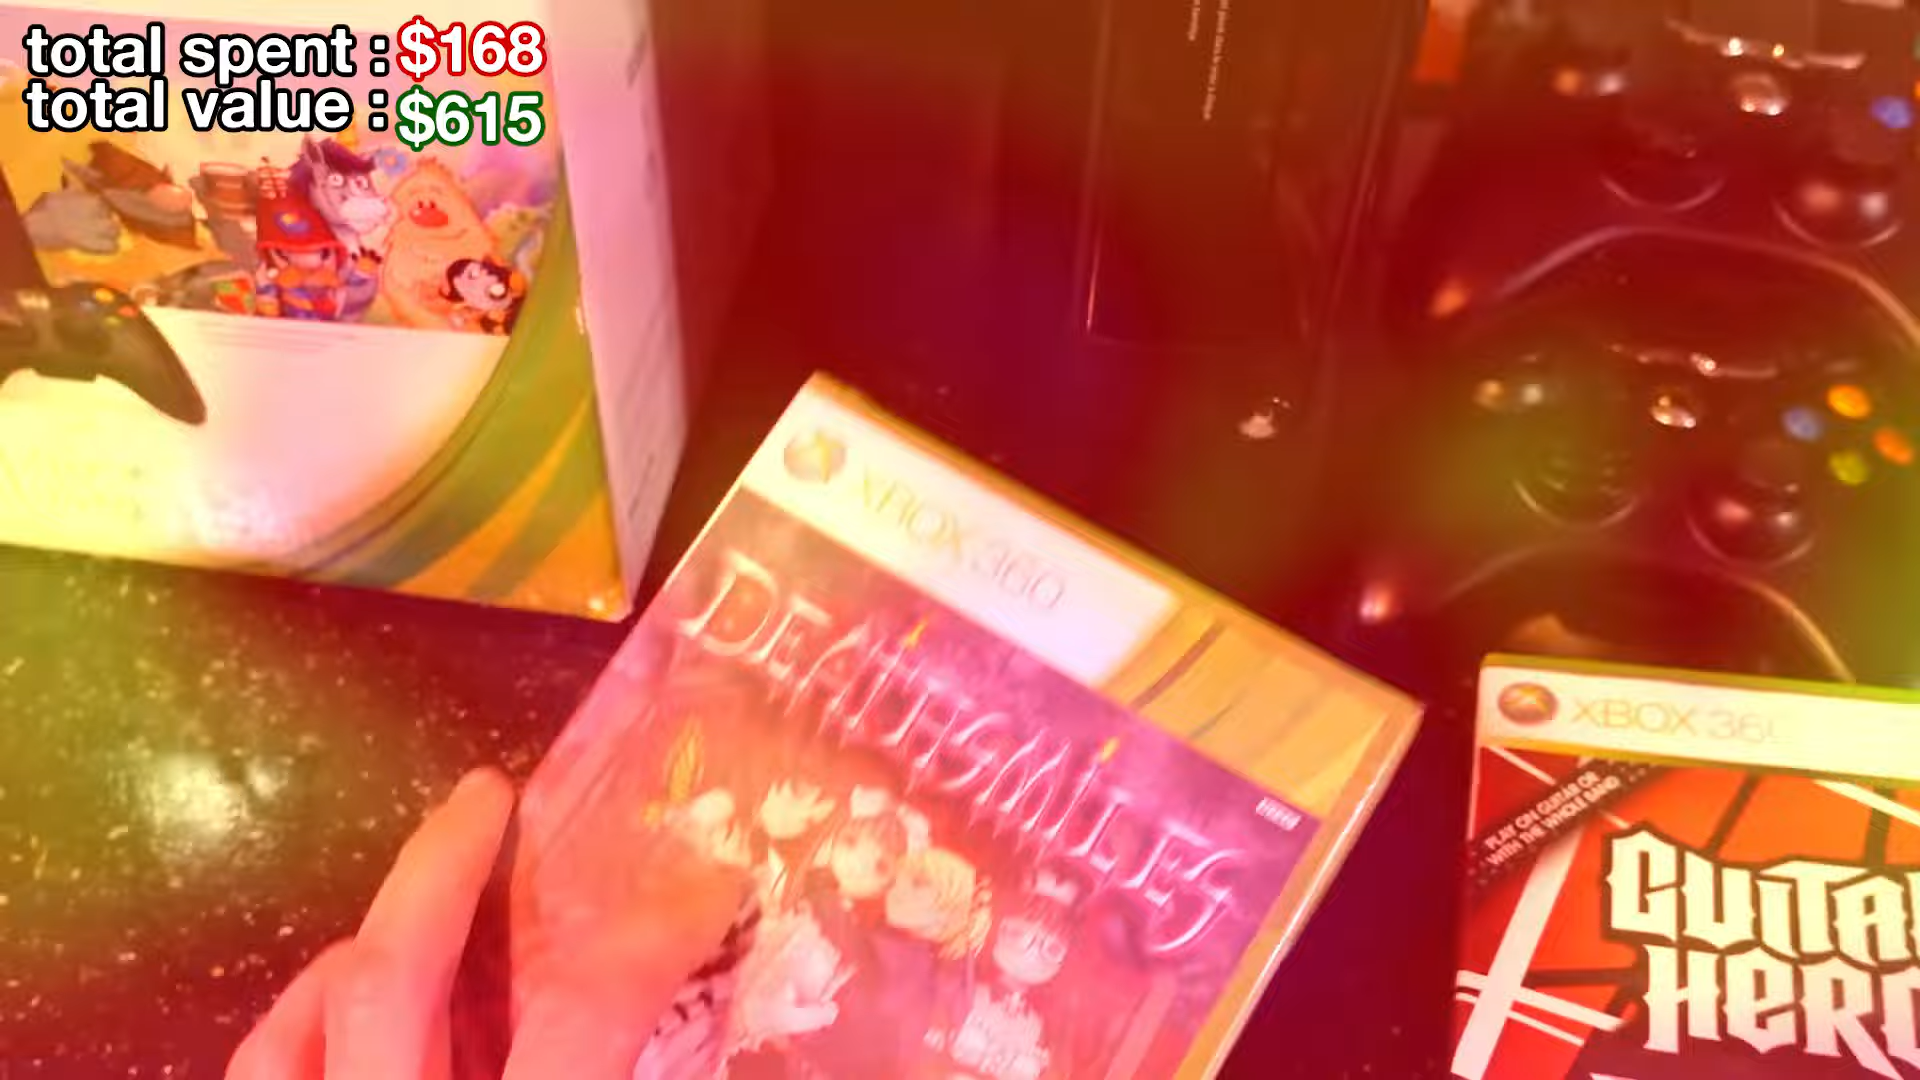 total spent : $168
total value : $615
XBOX 360
DEATHSMILES
XBOX 36
PLAY ON GUITAR OR
WITH THE WHOLE BAND
GUITA
HERO